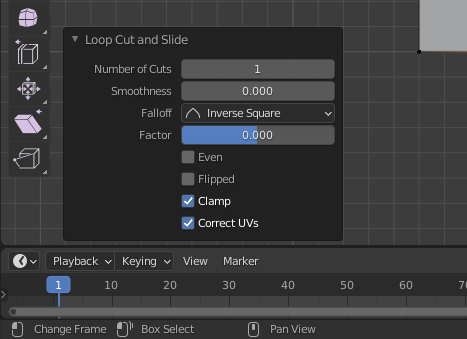 Loop Cut and Slide
Number of Cuts 1
Smoothness 0.000
Falloff Inverse Square
Factor 0.000
Even
Flipped
Clamp
Correct UVs
Playback Keying View Marker
1 10 20 30 40 50 60 70
Change Frame Box Select Pan View